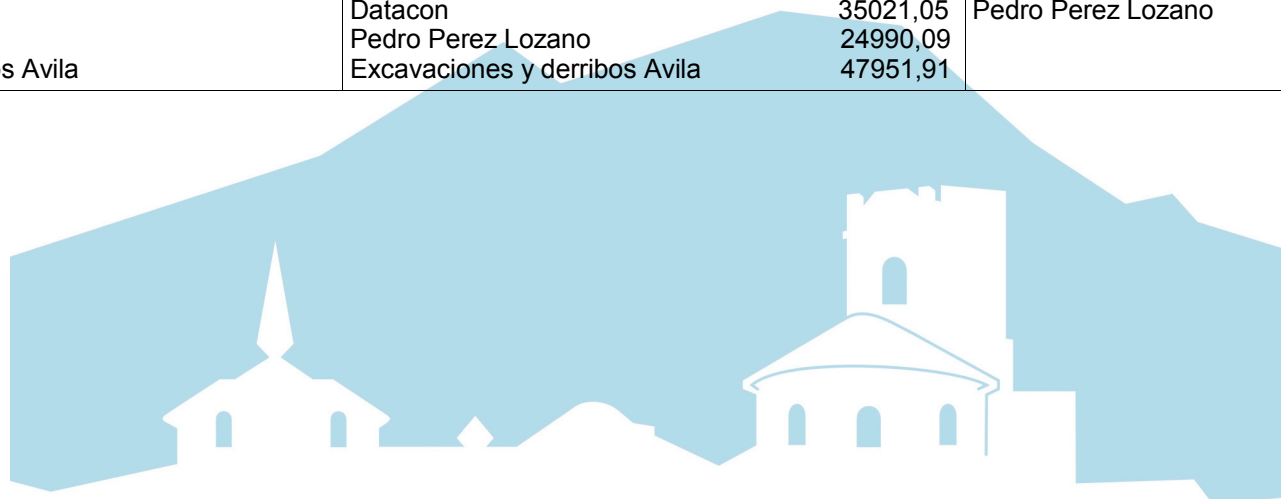 Datacon 35021,05 Pedro Perez Lozano
Pedro Perez Lozano 24990,09
s Avila Excavaciones y derribos Avila 47951,91